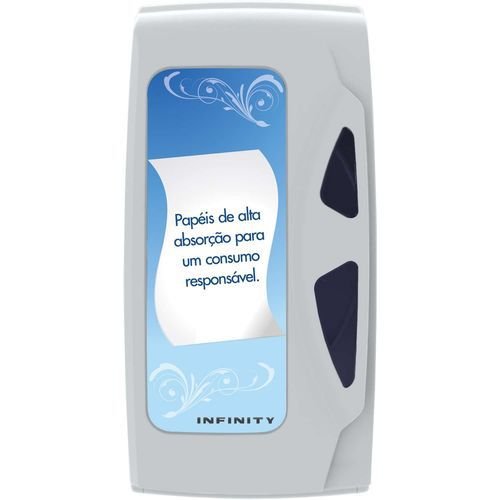 Papéis de alta
absorção para
um consumo
responsável.
INFINITY